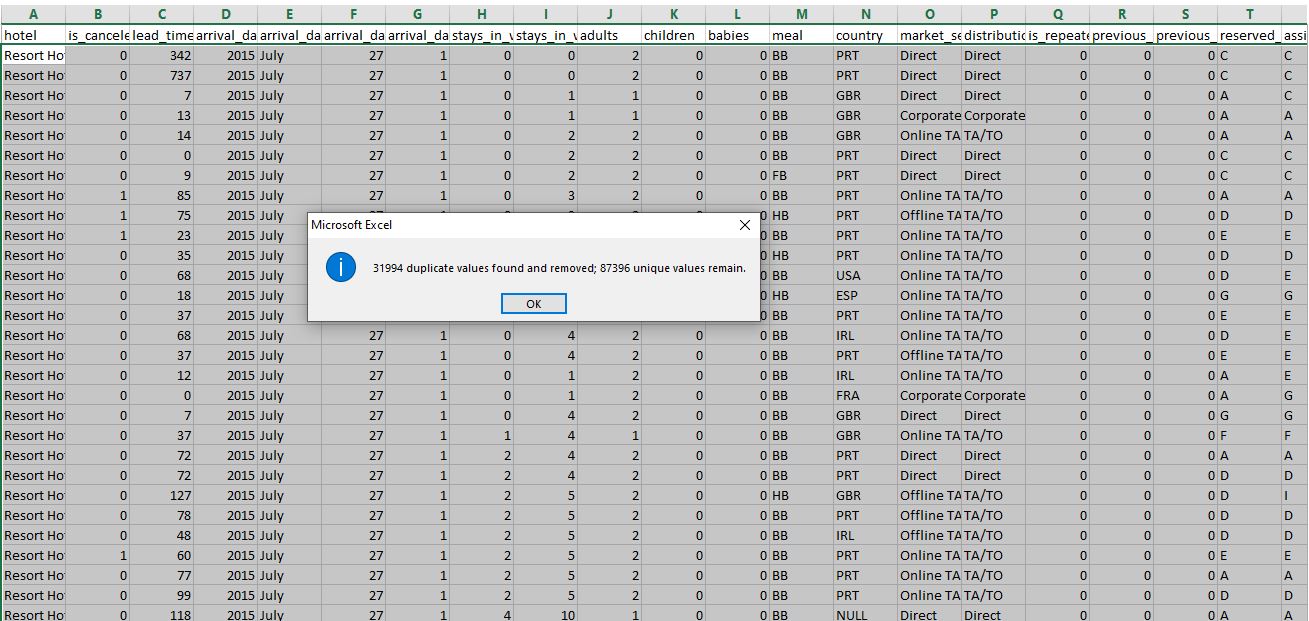 A B C D E F G H I J K L M N O P Q R S T
hotel is_cancele lead_time arrival_da arrival_da arrival_da arrival_da stays_in_w stays_in_w adults children babies meal country market_se distributio is_repeate previous_ previous_ reserved_ assi
Resort Ho 0 342 2015 July 27 1 0 0 2 0 0 BB PRT Direct Direct 0 0 0 C C
Resort Ho 0 737 2015 July 27 1 0 0 2 0 0 BB PRT Direct Direct 0 0 0 C C
Resort Ho 0 7 2015 July 27 1 0 1 1 0 0 BB GBR Direct Direct 0 0 0 A C
Resort Ho 0 13 2015 July 27 1 0 1 1 0 0 BB GBR Corporate Corporate 0 0 0 A A
Resort Ho 0 14 2015 July 27 1 0 2 2 0 0 BB GBR Online TA TA/TO 0 0 0 A A
Resort Ho 0 0 2015 July 27 1 0 2 2 0 0 BB PRT Direct Direct 0 0 0 C C
Resort Ho 0 9 2015 July 27 1 0 2 2 0 0 FB PRT Direct Direct 0 0 0 C C
Resort Ho 1 85 2015 July 27 1 0 3 2 0 0 BB PRT Online TA TA/TO 0 0 0 A A
Resort Ho 1 75 2015 July 0 HB PRT Offline TA TA/TO 0 0 0 D D
Resort Ho 1 23 2015 July 0 BB PRT Online TA TA/TO 0 0 0 E E
Resort Ho 0 35 2015 July 0 HB PRT Online TA TA/TO 0 0 0 D D
Resort Ho 0 68 2015 July 0 BB USA Online TA TA/TO 0 0 0 D E
Resort Ho 0 18 2015 July 0 HB ESP Online TA TA/TO 0 0 0 G G
Resort Ho 0 37 2015 July 0 BB PRT Online TA TA/TO 0 0 0 E E
Microsoft Excel
31994 duplicate values found and removed; 87396 unique values remain.
OK
Resort Ho 0 68 2015 July 27 1 0 4 2 0 0 BB IRL Online TA TA/TO 0 0 0 D E
Resort Ho 0 37 2015 July 27 1 0 4 2 0 0 BB PRT Offline TA TA/TO 0 0 0 E E
Resort Ho 0 12 2015 July 27 1 0 1 2 0 0 BB IRL Online TA TA/TO 0 0 0 A E
Resort Ho 0 0 2015 July 27 1 0 1 2 0 0 BB FRA Corporate Corporate 0 0 0 A G
Resort Ho 0 7 2015 July 27 1 0 4 2 0 0 BB GBR Direct Direct 0 0 0 G G
Resort Ho 0 37 2015 July 27 1 1 4 1 0 0 BB GBR Online TA TA/TO 0 0 0 F F
Resort Ho 0 72 2015 July 27 1 2 4 2 0 0 BB PRT Direct Direct 0 0 0 A A
Resort Ho 0 72 2015 July 27 1 2 4 2 0 0 BB PRT Direct Direct 0 0 0 D D
Resort Ho 0 127 2015 July 27 1 2 5 2 0 0 HB GBR Offline TA TA/TO 0 0 0 D I
Resort Ho 0 78 2015 July 27 1 2 5 2 0 0 BB PRT Offline TA TA/TO 0 0 0 D D
Resort Ho 0 48 2015 July 27 1 2 5 2 0 0 BB IRL Offline TA TA/TO 0 0 0 D D
Resort Ho 1 60 2015 July 27 1 2 5 2 0 0 BB PRT Online TA TA/TO 0 0 0 E E
Resort Ho 0 77 2015 July 27 1 2 5 2 0 0 BB PRT Online TA TA/TO 0 0 0 A A
Resort Ho 0 99 2015 July 27 1 2 5 2 0 0 BB PRT Online TA TA/TO 0 0 0 D D
Resort Ho 0 118 2015 July 27 1 4 10 1 0 0 BB NULL Direct Direct 0 0 0 A A